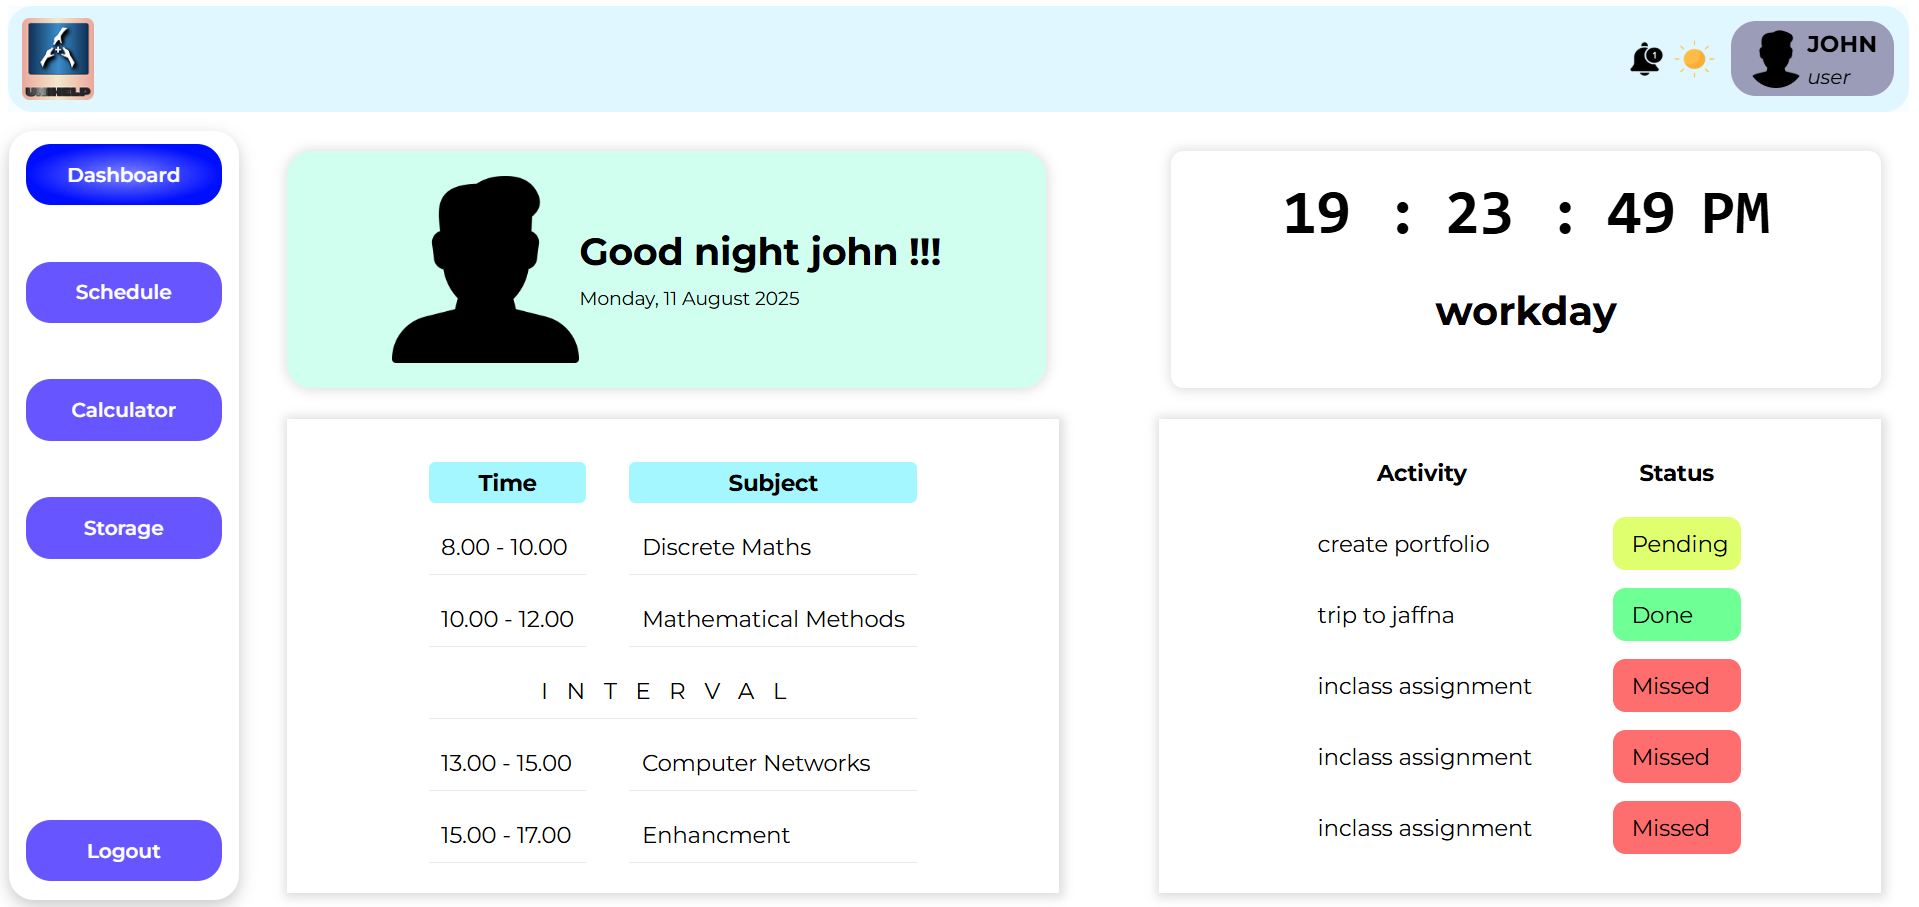 UNIHELP
1
JOHN
user
Dashboard
Schedule
Calculator
Storage
Logout
Good night john !!!
Monday, 11 August 2025
19 : 23 : 49 PM
workday
Time Subject
8.00 - 10.00 Discrete Maths
10.00 - 12.00 Mathematical Methods
I N T E R V A L
13.00 - 15.00 Computer Networks
15.00 - 17.00 Enhancment
Activity Status
create portfolio Pending
trip to jaffna Done
inclass assignment Missed
inclass assignment Missed
inclass assignment Missed